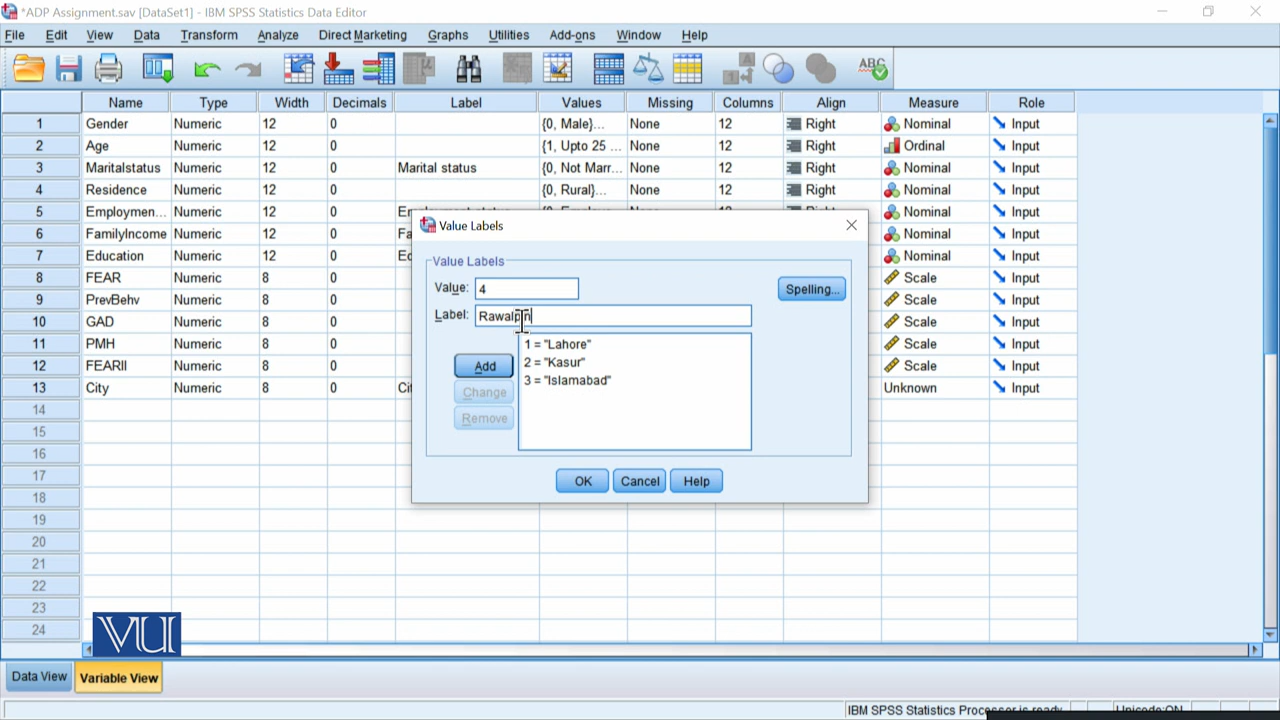 *ADP Assignment.sav [DataSet1] - IBM SPSS Statistics Data Editor
File Edit View Data Transform Analyze Direct Marketing Graphs Utilities Add-ons Window Help
Name Type Width Decimals Label Values Missing Columns Align Measure Role
1 Gender Numeric 12 0 {0, Male}... None 12 Right Nominal Input
2 Age Numeric 12 0 {1, Upto 25 ... None 12 Right Ordinal Input
3 Maritalstatus Numeric 12 0 Marital status {0, Not Marr... None 12 Right Nominal Input
4 Residence Numeric 12 0 {0, Rural}... None 12 Right Nominal Input
5 Employmen... Numeric 12 0 Nominal Input
6 FamilyIncome Numeric 12 0 Fa Nominal Input
7 Education Numeric 12 0 Ec Nominal Input
8 FEAR Numeric 8 0 Scale Input
9 PrevBehv Numeric 8 0 Scale Input
10 GAD Numeric 8 0 Scale Input
11 PMH Numeric 8 0 Scale Input
12 FEARII Numeric 8 0 Scale Input
13 City Numeric 8 0 Cit Unknown Input
14
15
16
17
18
19
20
21
22
23
24
Value Labels
Value Labels
Value: 4
Spelling...
Label: Rawalpin
1 = "Lahore"
2 = "Kasur"
3 = "Islamabad"
Add
Change
Remove
OK Cancel Help
VU
Data View Variable View
IBM SPSS Statistics Processor is ready Unicode:ON
ABC